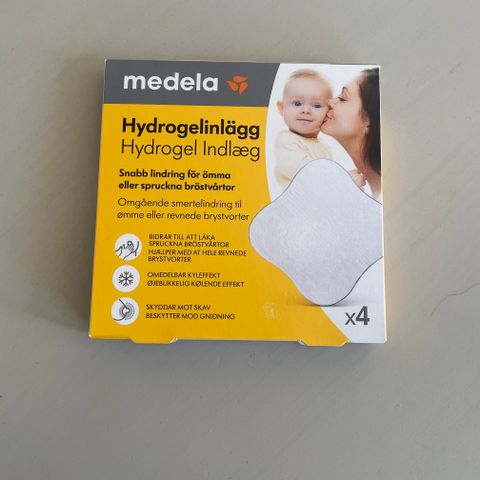 medela
Hydrogelinlägg
Hydrogel Indlæg
Snabb lindring för ömma
eller spruckna bröstvårtor
Omgående smertelindring til
ømme eller revnede brystvorter
BIDRAR TILL ATT LÄKA
SPRUCKNA BRÖSTVÅRTOR
HJÆLPER MED AT HELE REVNEDE
BRYSTVORTER
OMEDELBAR KYLEFFEKT
ØJEBLIKKELIG KØLENDE EFFEKT
SKYDDAR MOT SKAV
BESKYTTER MOD GNIDNING
x4